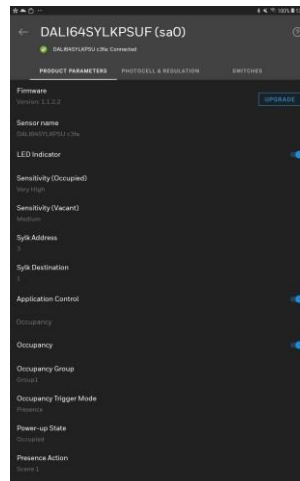 100%
DALI64SYLKPSUF (sa0)
DALI64SYLKPSU c3fa Connected
PRODUCT PARAMETERS PHOTOCELL & REGULATION SWITCHES
Firmware
Version: 1.1.2.2
UPGRADE
Sensor name
DALI64SYLKPSU c3fa
LED Indicator
Sensitivity (Occupied)
Very High
Sensitivity (Vacant)
Medium
Sylk Address
3
Sylk Destination
1
Application Control
Occupancy
Occupancy
Occupancy Group
Group1
Occupancy Trigger Mode
Presence
Power-up State
Occupied
Presence Action
Scene 1